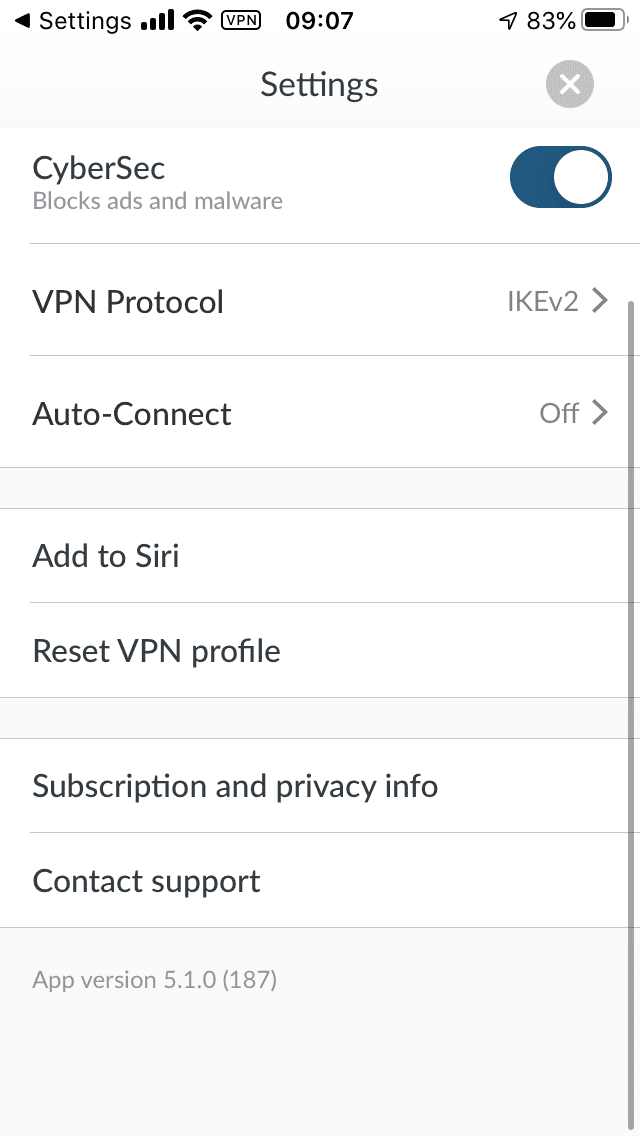 Settings VPN 09:07 83%
Settings
CyberSec
Blocks ads and malware
VPN Protocol IKEv2
Auto-Connect Off
Add to Siri
Reset VPN profile
Subscription and privacy info
Contact support
App version 5.1.0 (187)